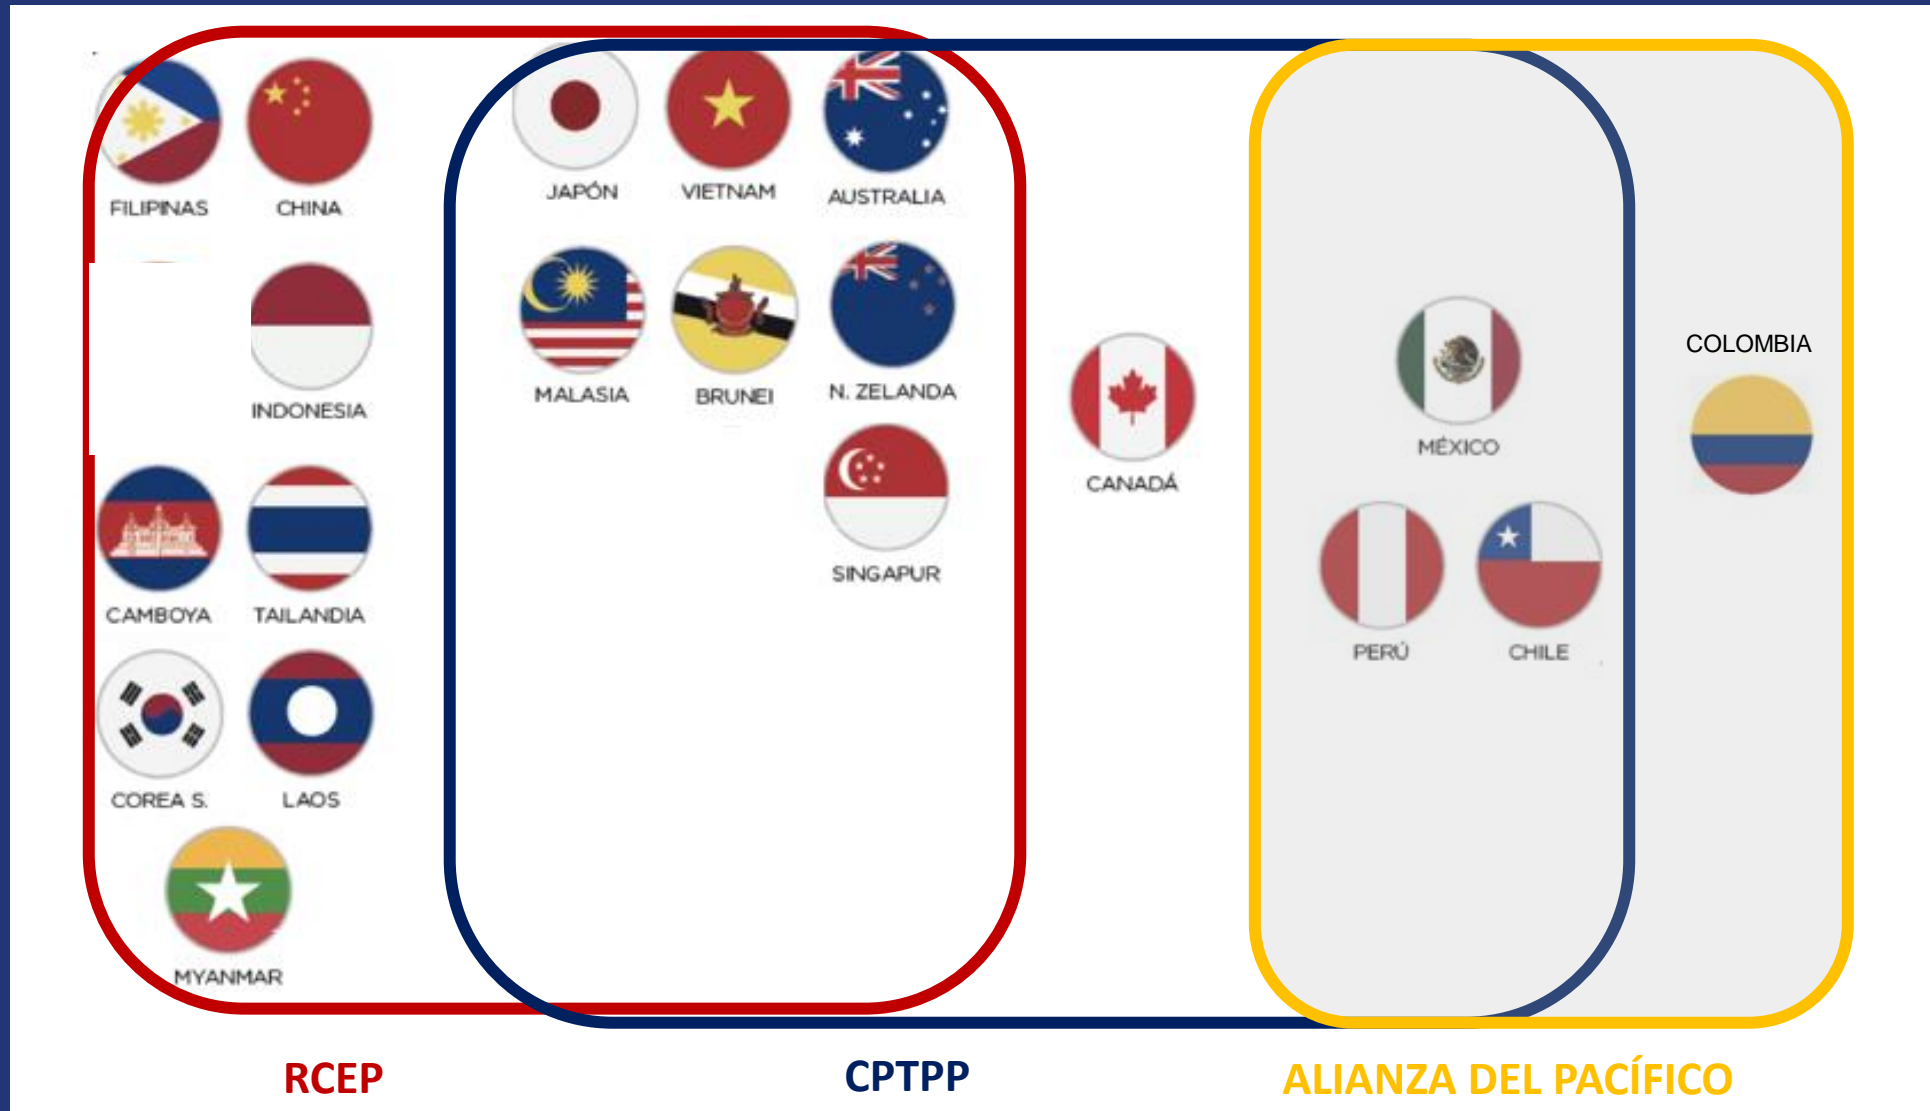 FILIPINAS
CHINA
JAPÓN
VIETNAM
AUSTRALIA
INDONESIA
MALASIA
BRUNEI
N. ZELANDA
COLOMBIA
MÉXICO
CANADÁ
SINGAPUR
CAMBOYA
TAILANDIA
PERÚ
CHILE
COREA S.
LAOS
MYANMAR
RCEP
CPTPP
ALIANZA DEL PACÍFICO